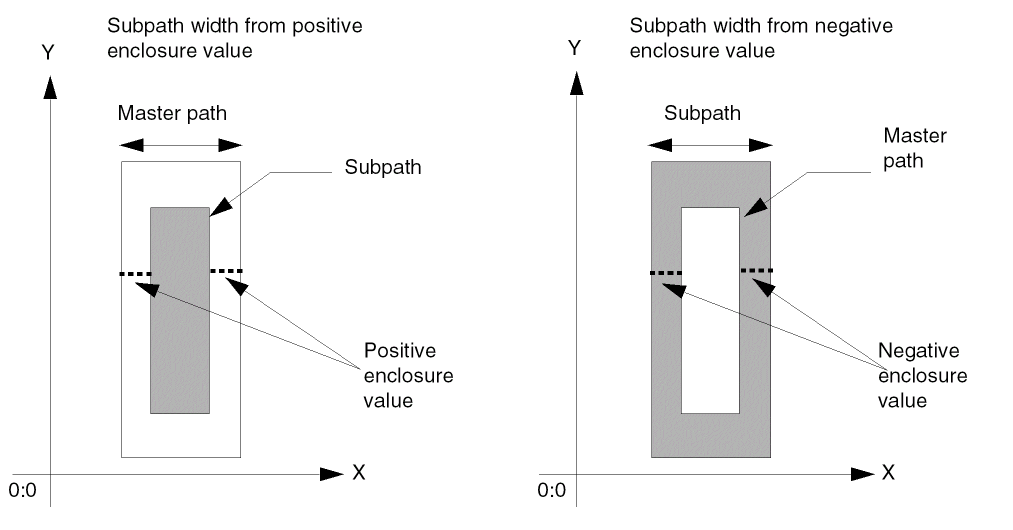 Subpath width from positive
enclosure value
Y
Master path
Subpath
Positive
enclosure
value
X
0:0
Subpath width from negative
enclosure value
Y
Subpath
Master
path
Negative
enclosure
value
X
0:0